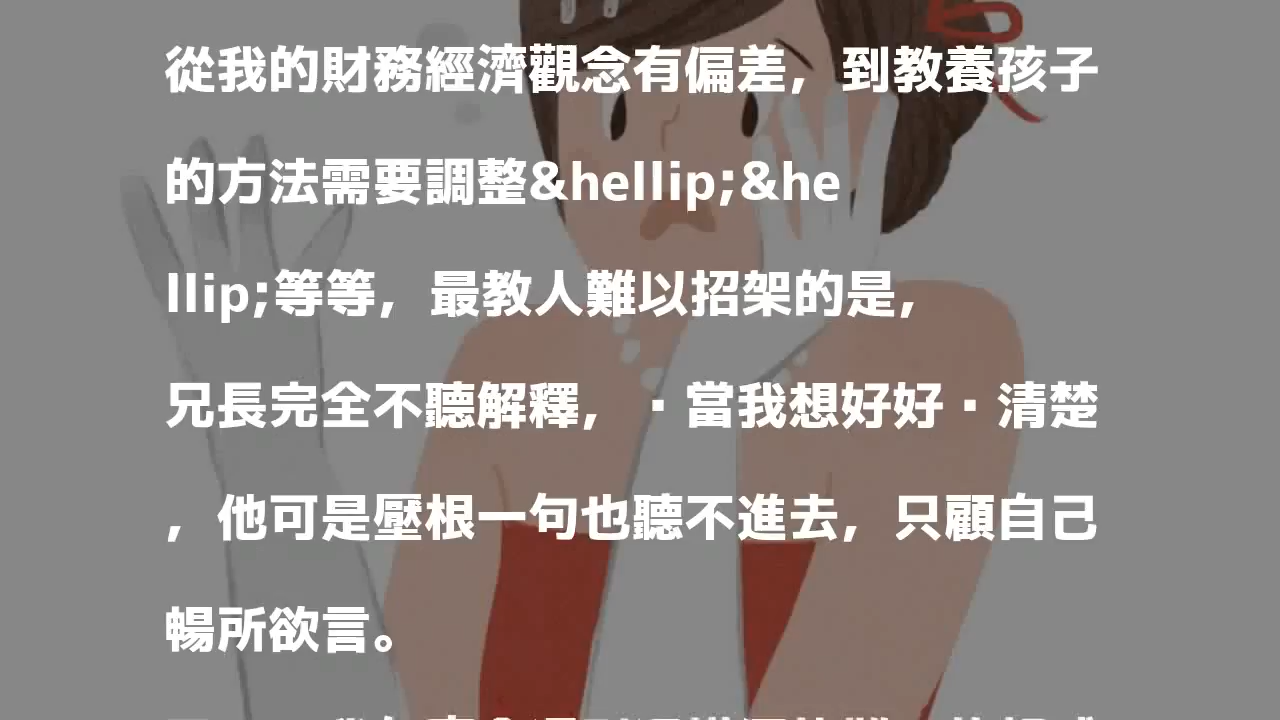 從我的財務經濟觀念有偏差，到教養孩子
的方法需要調整&hellip;&he
llip;等等，最教人難以招架的是，
兄長完全不聽解釋，▪當我想好好▪清楚
，他可是壓根一句也聽不進去，只顧自己
暢所欲言。